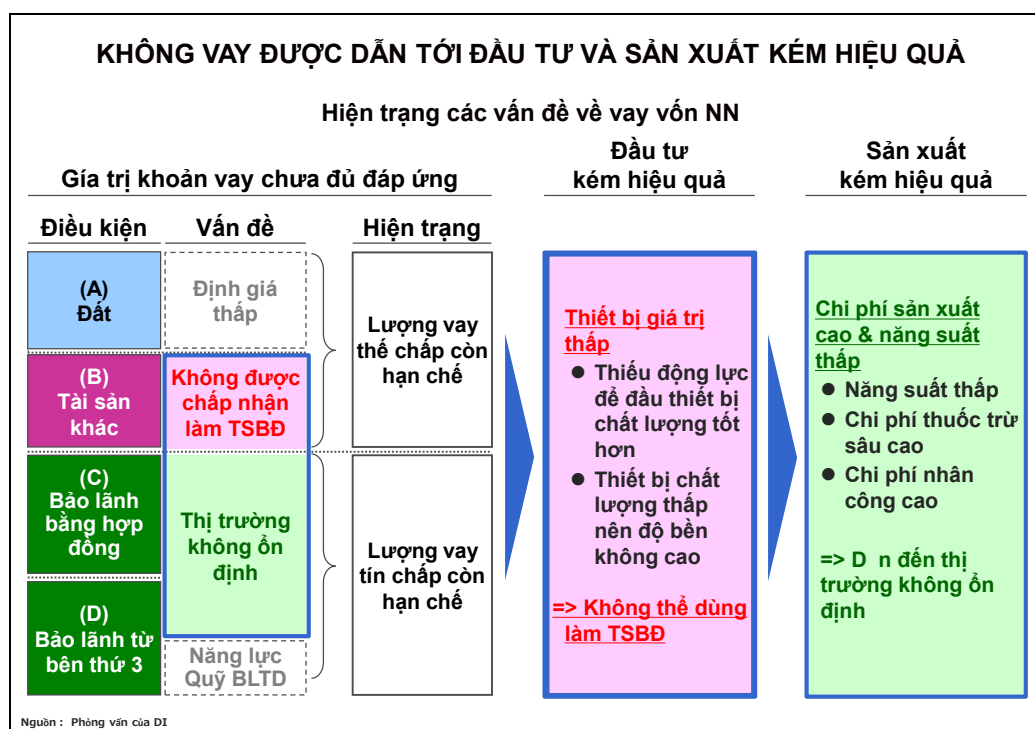 KHÔNG VAY ĐƯỢC DẪN TỚI ĐẦU TƯ VÀ SẢN XUẤT KÉM HIỆU QUẢ
Hiện trạng các vấn đề về vay vốn NN
Gía trị khoản vay chưa đủ đáp ứng
Đầu tư
kém hiệu quả
Sản xuất
kém hiệu quả
Điều kiện
Vấn đề
Hiện trạng
(A)
Đất
Định giá
thấp
(B)
Tài sản
khác
Không được
chấp nhận
làm TSBĐ
Lượng vay
thế chấp còn
hạn chế
(C)
Bảo lãnh
bằng hợp
đồng
Thị trường
không ổn
định
(D)
Bảo lãnh từ
bên thứ 3
Năng lực
Quỹ BLTD
Lượng vay
tín chấp còn
hạn chế
Thiết bị giá trị
thấp
● Thiếu động lực
để đầu thiết bị
chất lượng tốt
hơn
● Thiết bị chất
lượng thấp
nên độ bền
không cao
=> Không thể dùng
làm TSBĐ
Chi phí sản xuất
cao & năng suất
thấp
● Năng suất thấp
● Chi phí thuốc trừ
sâu cao
● Chi phí nhân
công cao
=> D n đến thị
trường không ổn
định
Nguồn : Phỏng vấn của DI